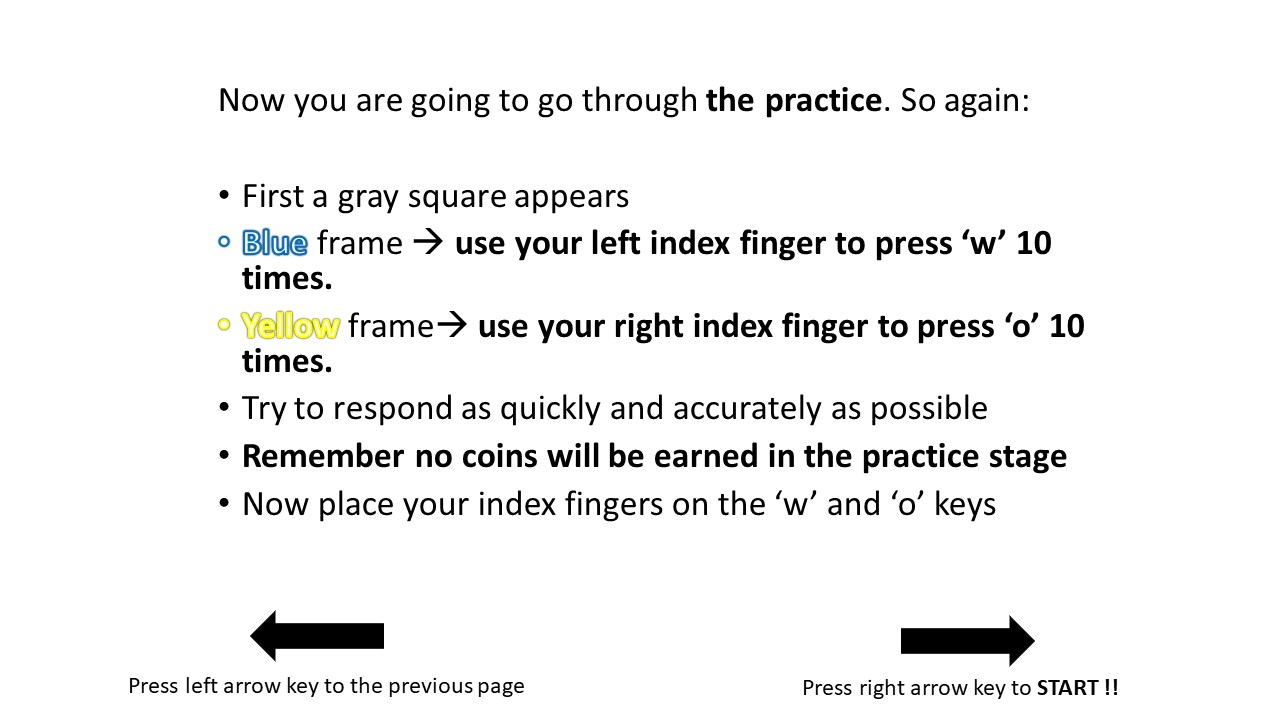 Now you are going to go through the practice. So again:
• First a gray square appears
• Blue frame → use your left index finger to press ‘w’ 10
times.
• Yellow frame→ use your right index finger to press ‘o’ 10
times.
• Try to respond as quickly and accurately as possible
• Remember no coins will be earned in the practice stage
• Now place your index fingers on the ‘w’ and ‘o’ keys
Press left arrow key to the previous page
Press right arrow key to START !!